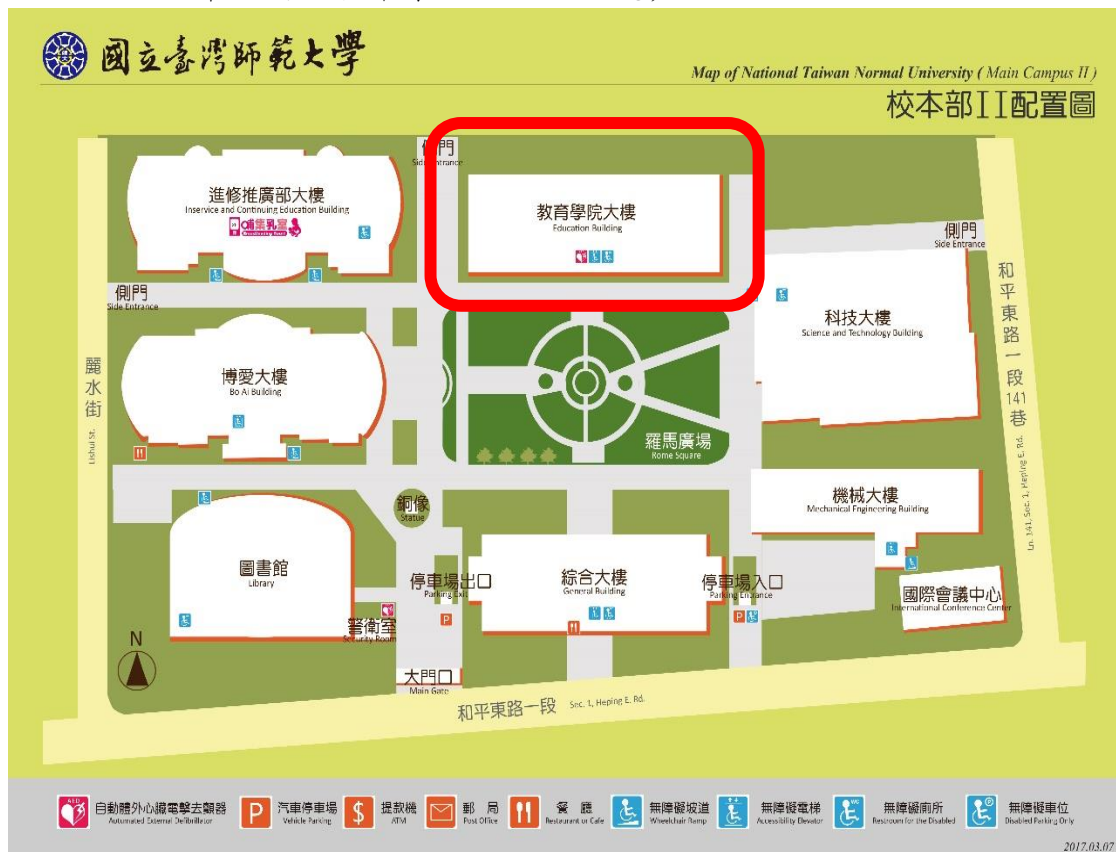 國立臺灣師範大學
Map of National Taiwan Normal University ( Main Campus II )
校本部II配置圖
側門
Side Entrance
進修推廣部大樓
Inservice and Continuing Education Building
哺集乳室
Breastfeeding Room
教育學院大樓
Education Building
側門
Side Entrance
側門
Side Entrance
科技大樓
Science and Technology Building
和平東路一段141巷
Ln. 141, Sec. 1, Heping E. Rd.
麗水街
Lishui St.
博愛大樓
Bo Ai Building
羅馬廣場
Rome Square
銅像
Statue
機械大樓
Mechanical Engineering Building
圖書館
Library
停車場出口
Parking Exit
P
綜合大樓
General Building
停車場入口
Parking Entrance
P
國際會議中心
International Conference Center
警衛室
Security Room
N
大門口
Main Gate
和平東路一段 Sec. 1, Heping E. Rd.
AED
自動體外心臟電擊去顫器
Automated External Defibrillator
P
汽車停車場
Vehicle Parking
$
提款機
ATM
郵局
Post Office
餐廳
Restaurant or Cafe
無障礙坡道
Wheelchair Ramp
無障礙電梯
Accessibility Elevator
WC
無障礙廁所
Restroom for the Disabled
P
無障礙車位
Disabled Parking Only
2017.03.07